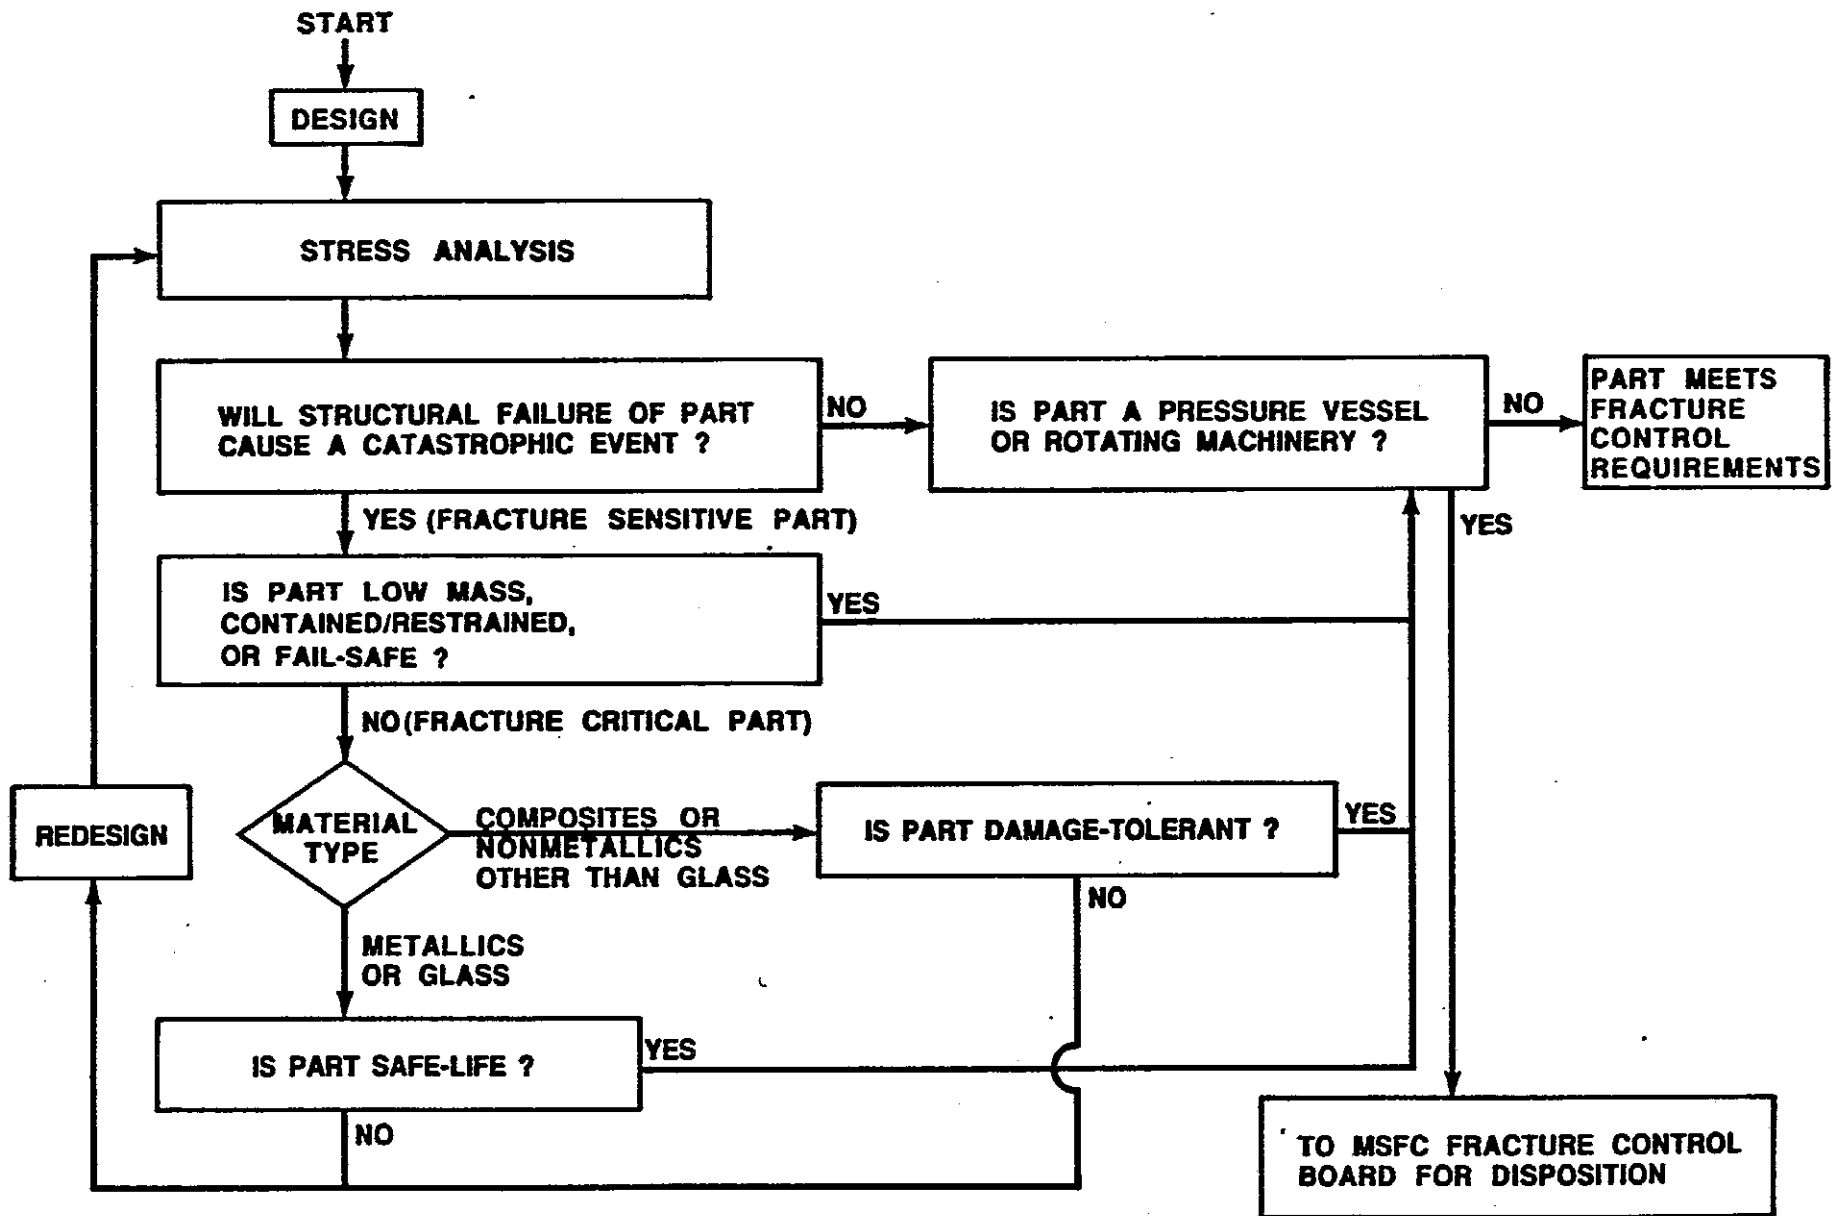 START
DESIGN
STRESS ANALYSIS
WILL STRUCTURAL FAILURE OF PART
CAUSE A CATASTROPHIC EVENT ?
NO
IS PART A PRESSURE VESSEL
OR ROTATING MACHINERY ?
NO
PART MEETS
FRACTURE
CONTROL
REQUIREMENTS
YES (FRACTURE SENSITIVE PART)
YES
IS PART LOW MASS,
CONTAINED/RESTRAINED,
OR FAIL-SAFE ?
YES
NO (FRACTURE CRITICAL PART)
REDESIGN
MATERIAL
TYPE
COMPOSITES OR
NONMETALLICS
OTHER THAN GLASS
IS PART DAMAGE-TOLERANT ?
YES
NO
METALLICS
OR GLASS
IS PART SAFE-LIFE ?
YES
NO
TO MSFC FRACTURE CONTROL
BOARD FOR DISPOSITION